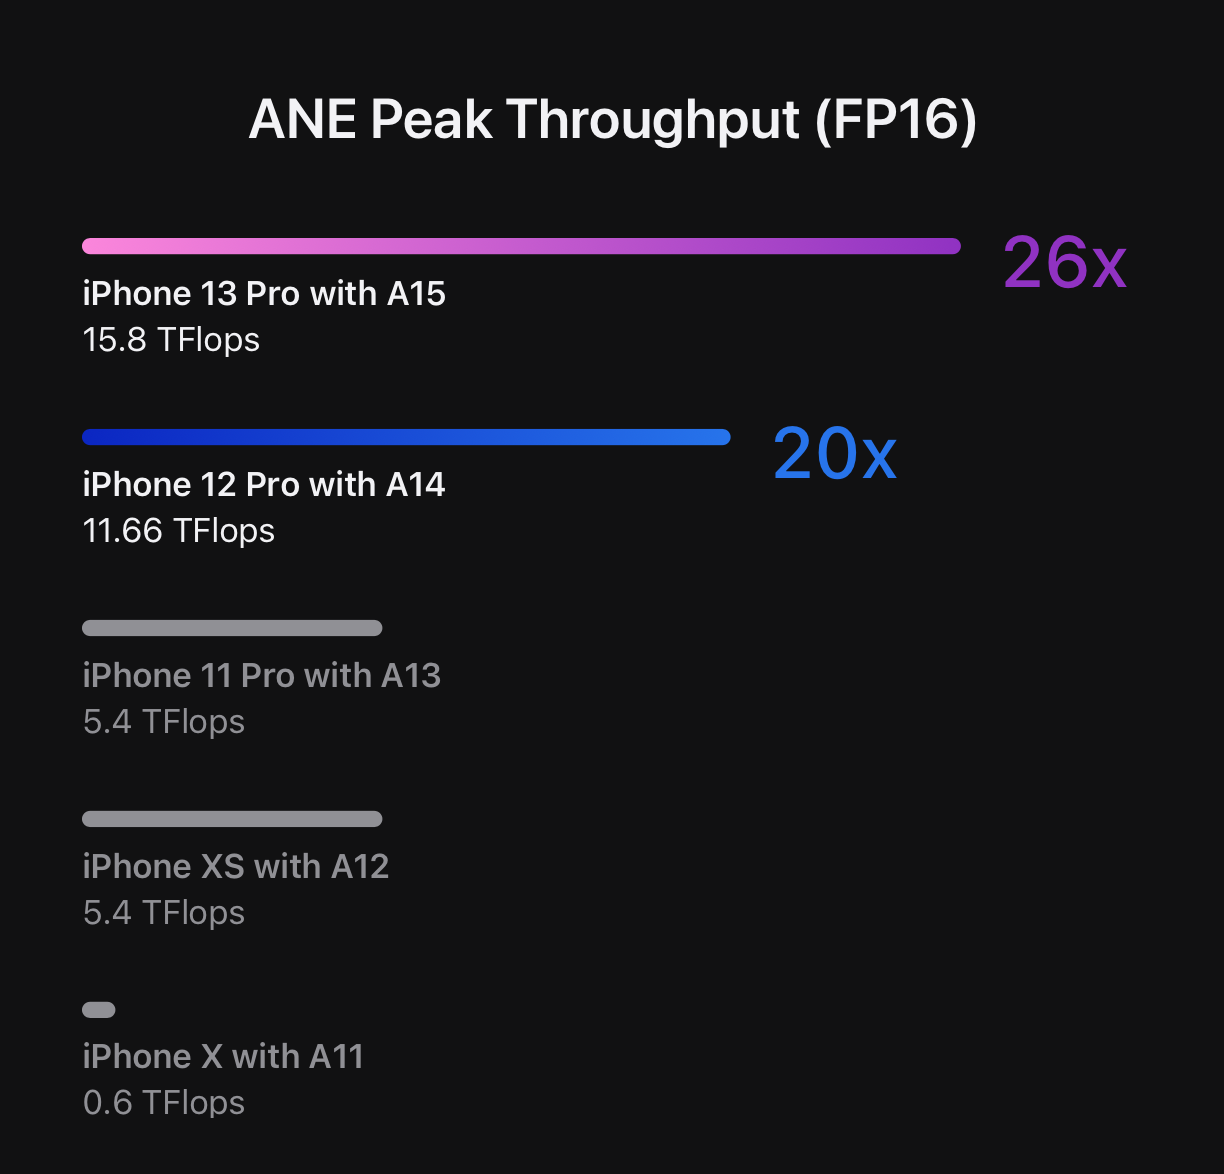 ANE Peak Throughput (FP16)
26x
iPhone 13 Pro with A15
15.8 TFlops
20x
iPhone 12 Pro with A14
11.66 TFlops
iPhone 11 Pro with A13
5.4 TFlops
iPhone XS with A12
5.4 TFlops
iPhone X with A11
0.6 TFlops